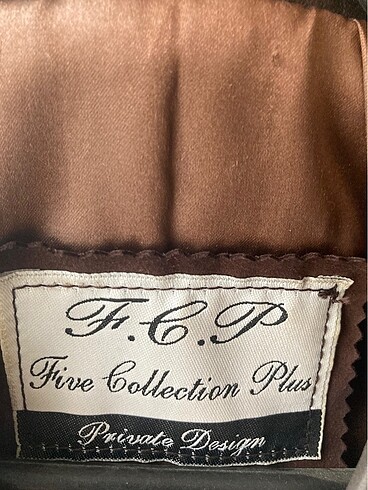 F.C.P
Five Collection Plus
Private Design